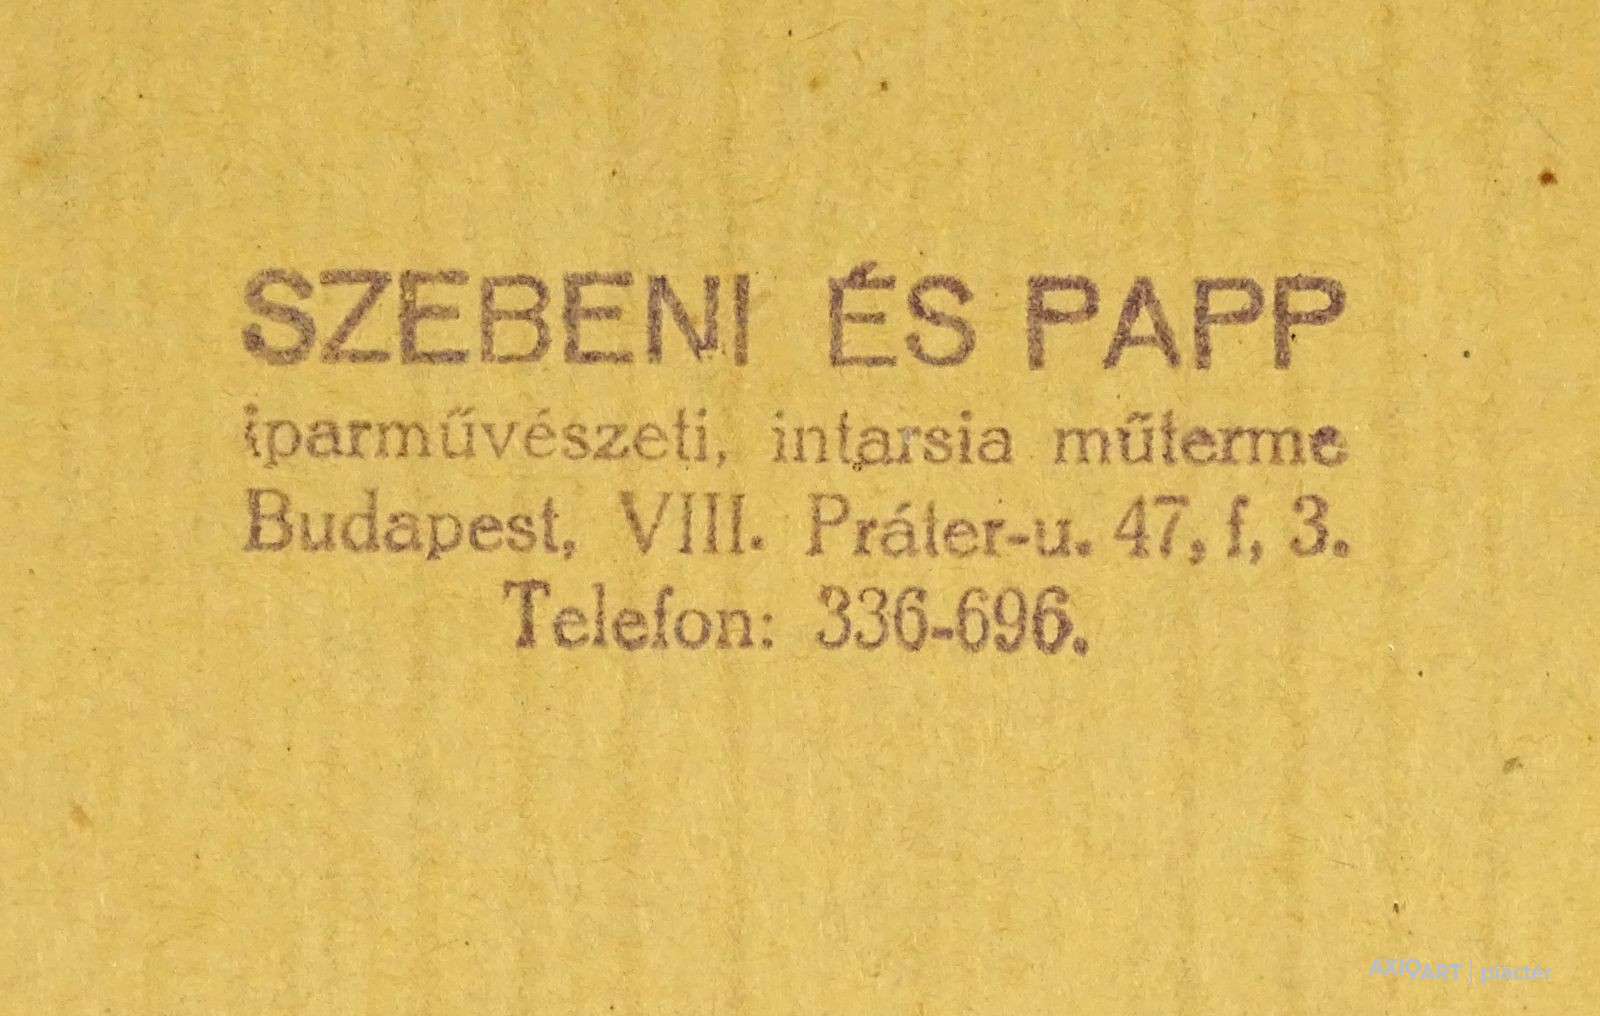 SZEBENI ÉS PAPP
iparművészeti, intarsia műterme
Budapest, VIII. Práter-u. 47, f, 3.
Telefon: 336-696.
AXIOART | piactér